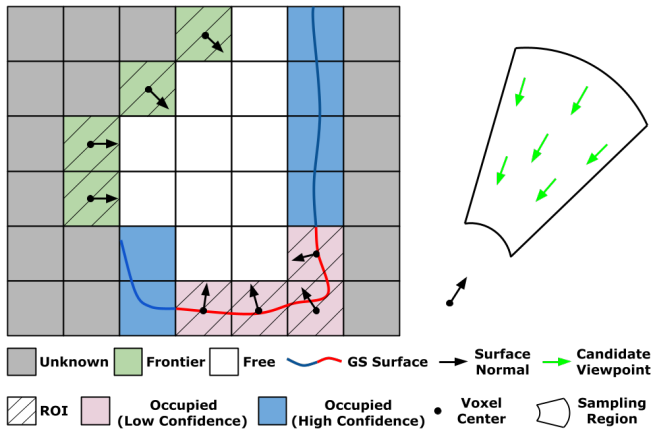 Unknown
Frontier
Free
GS Surface
Surface
Normal
Candidate
Viewpoint
ROI
Occupied
(Low Confidence)
Occupied
(High Confidence)
Voxel
Center
Sampling
Region